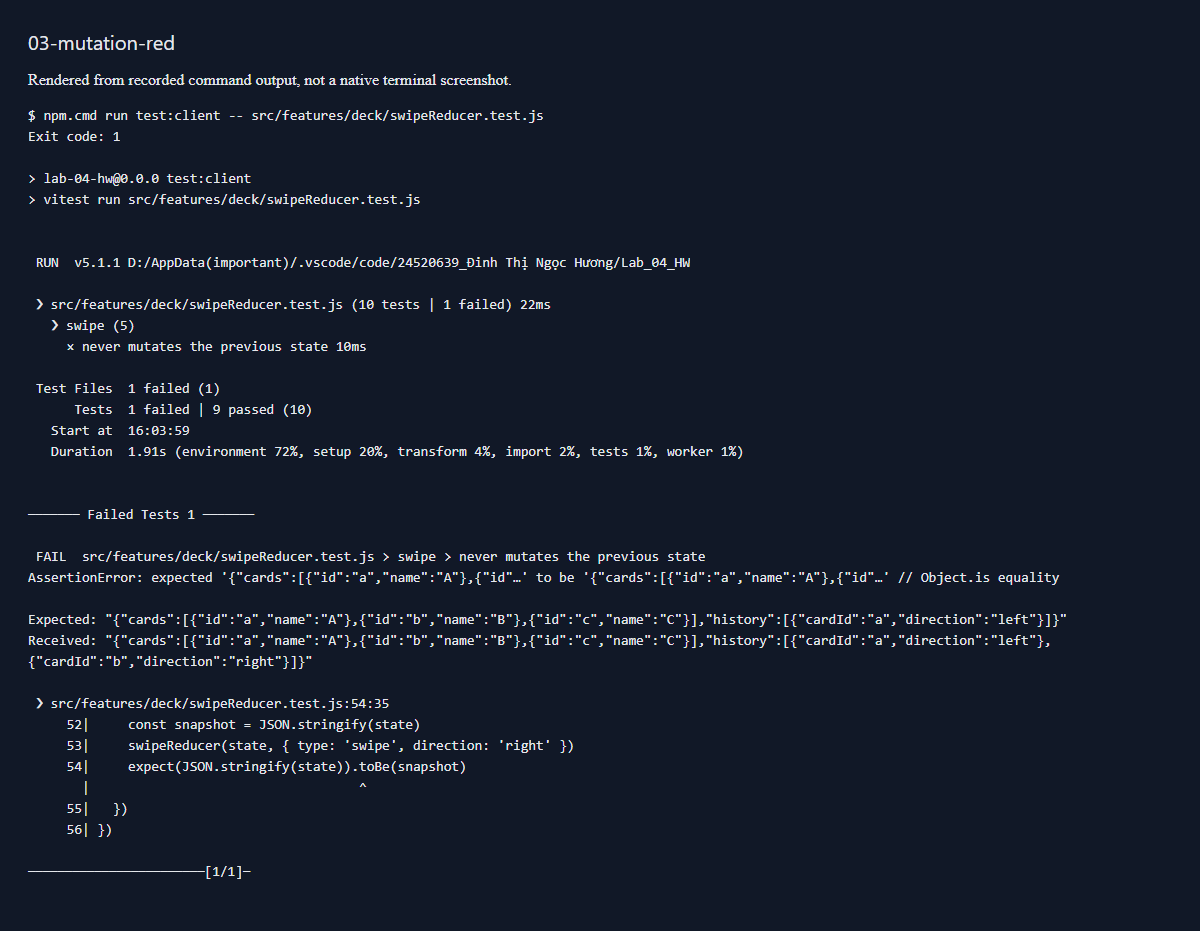 03-mutation-red
Rendered from recorded command output, not a native terminal screenshot.
$ npm.cmd run test:client -- src/features/deck/swipeReducer.test.js
Exit code: 1
> lab-04-hw@0.0.0 test:client
> vitest run src/features/deck/swipeReducer.test.js
RUN  v5.1.1 D:/AppData(important)/.vscode/code/24520639_Đinh Thị Ngọc Hương/Lab_04_HW
❯ src/features/deck/swipeReducer.test.js (10 tests | 1 failed) 22ms
❯ swipe (5)
× never mutates the previous state 10ms
Test Files  1 failed (1)
Tests  1 failed | 9 passed (10)
Start at  16:03:59
Duration  1.91s (environment 72%, setup 20%, transform 4%, import 2%, tests 1%, worker 1%)
─────── Failed Tests 1 ───────
FAIL  src/features/deck/swipeReducer.test.js > swipe > never mutates the previous state
AssertionError: expected '{"cards":[{"id":"a","name":"A"},{"id"…' to be '{"cards":[{"id":"a","name":"A"},{"id"…' // Object.is equality
Expected: "{"cards":[{"id":"a","name":"A"},{"id":"b","name":"B"},{"id":"c","name":"C"}],"history":[{"cardId":"a","direction":"left"}]}"
Received: "{"cards":[{"id":"a","name":"A"},{"id":"b","name":"B"},{"id":"c","name":"C"}],"history":[{"cardId":"a","direction":"left"},
{"cardId":"b","direction":"right"}]}"
❯ src/features/deck/swipeReducer.test.js:54:35
52|     const snapshot = JSON.stringify(state)
53|     swipeReducer(state, { type: 'swipe', direction: 'right' })
54|     expect(JSON.stringify(state)).toBe(snapshot)
|                                   ^
55|   })
56| })
───────────────────────[1/1]─